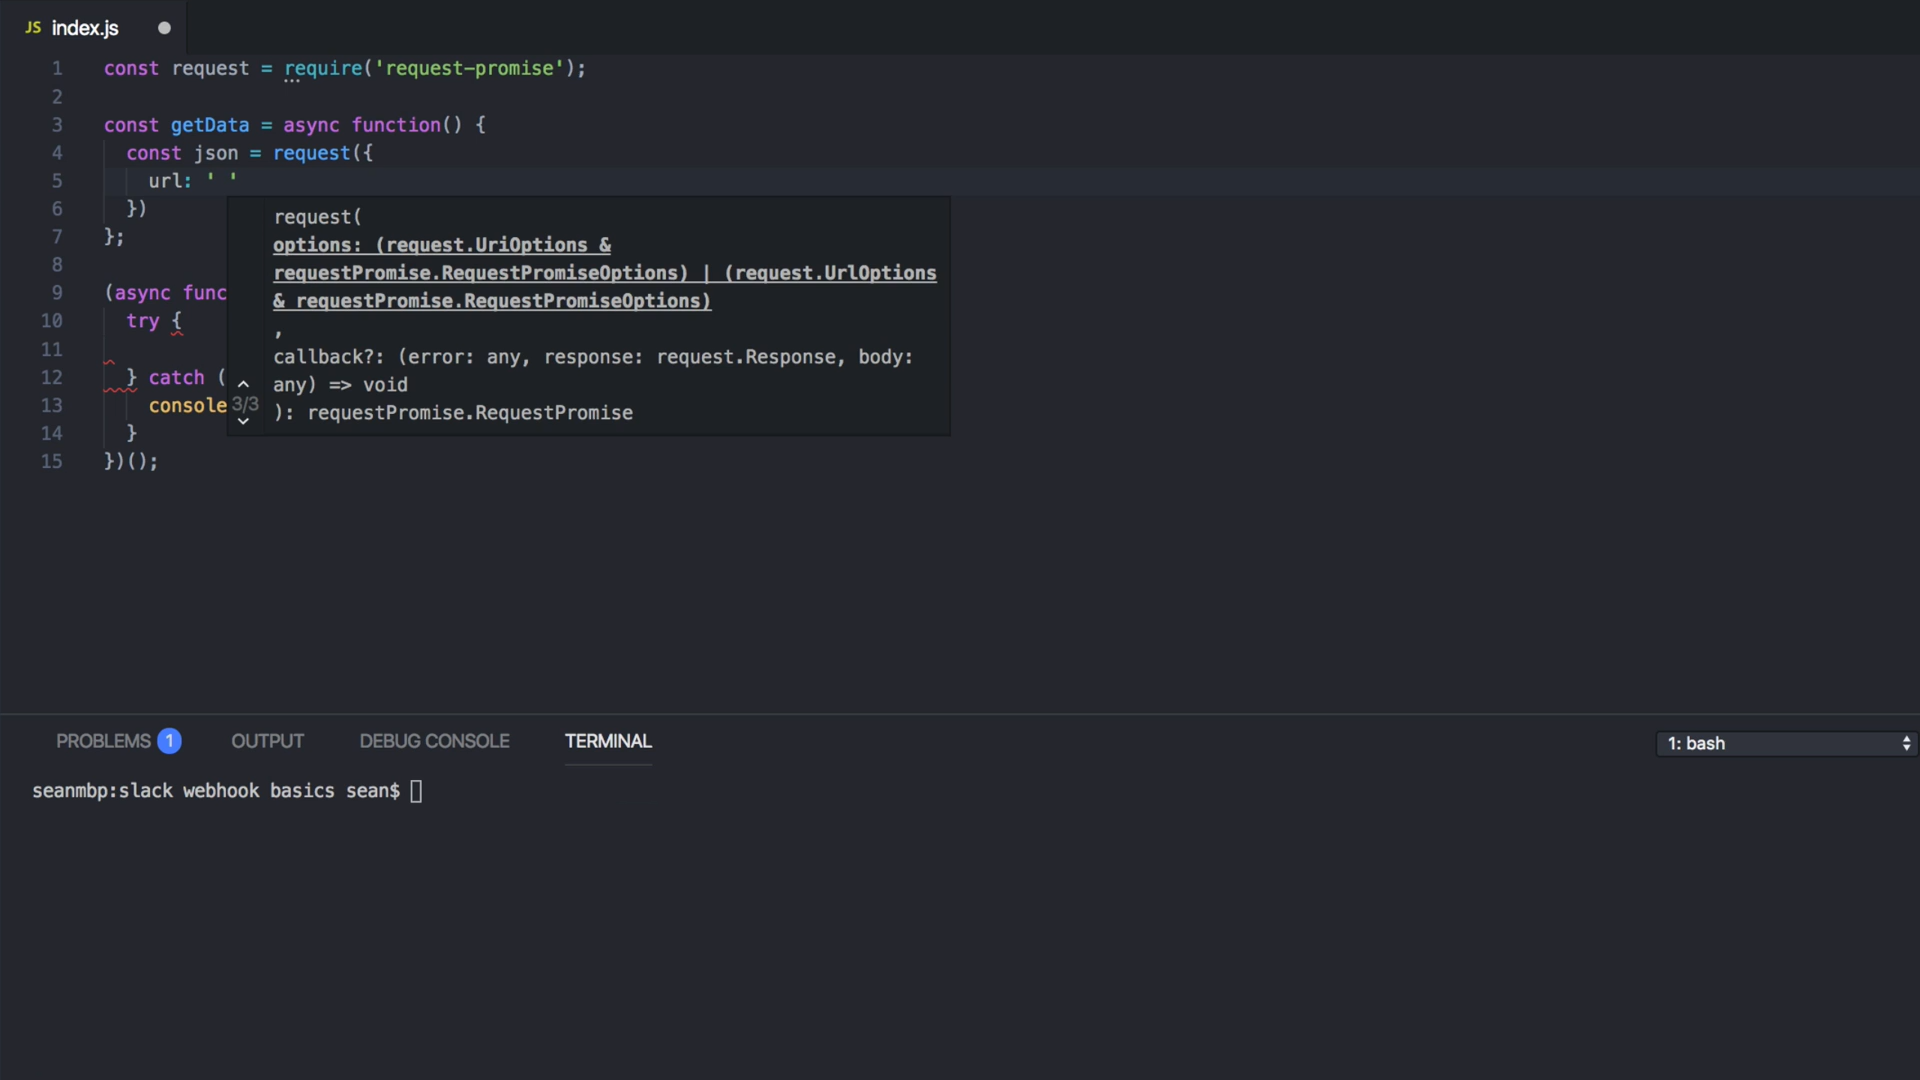 JS index.js
1 const request = require('request-promise');
2
3 const getData = async function() {
4 const json = request({
5 url: ' '
6 })
7 };
8
9 (async func
10 try {
11
12 } catch (
13 console
14 }
15 })();
request(
options: (request.UriOptions &
requestPromise.RequestPromiseOptions) | (request.UrlOptions
& requestPromise.RequestPromiseOptions)
,
callback?: (error: any, response: request.Response, body:
any) => void
3/3
): requestPromise.RequestPromise
PROBLEMS 1 OUTPUT DEBUG CONSOLE TERMINAL 1: bash
seanmbp:slack webhook basics sean$